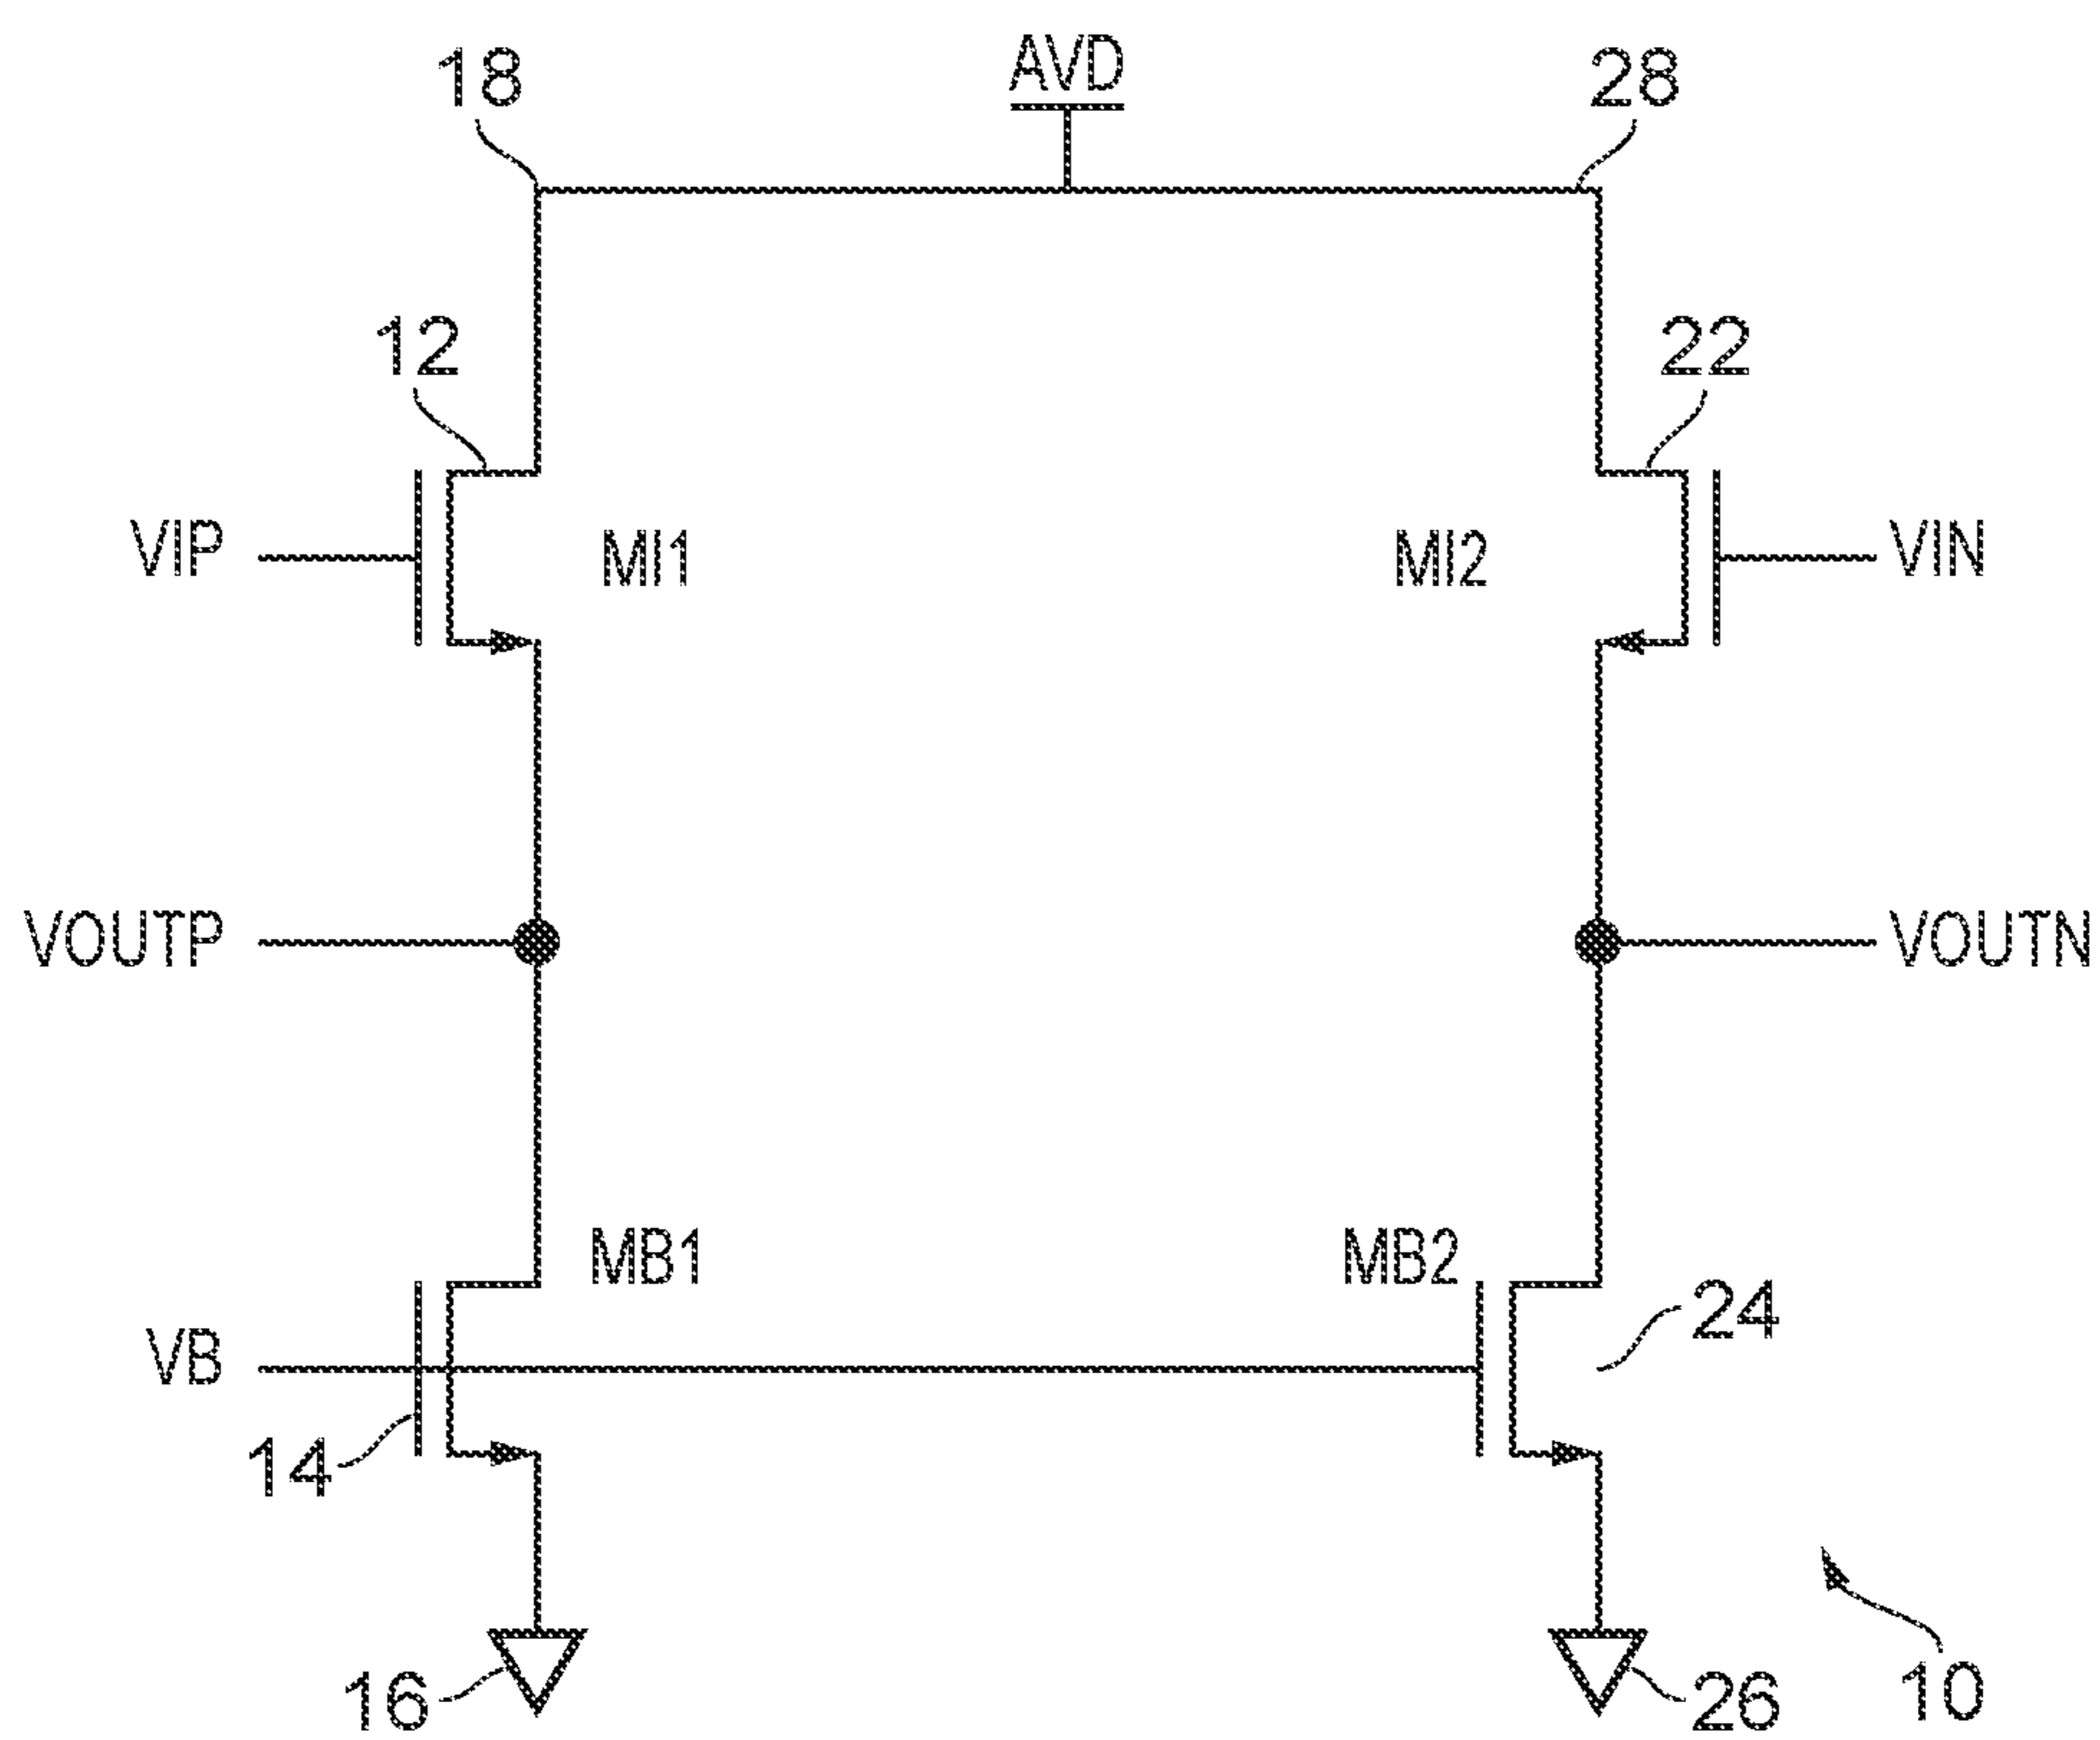 18 AVD 28
12 22
VIP MI1 MI2 VIN
VOUTP VOUTN
MB1 MB2
24
VB
14
16 26 10